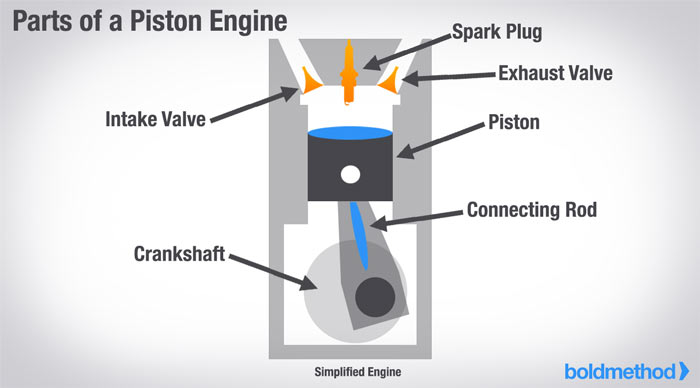 Parts of a Piston Engine
Spark Plug
Exhaust Valve
Intake Valve
Piston
Connecting Rod
Crankshaft
Simplified Engine
boldmethod